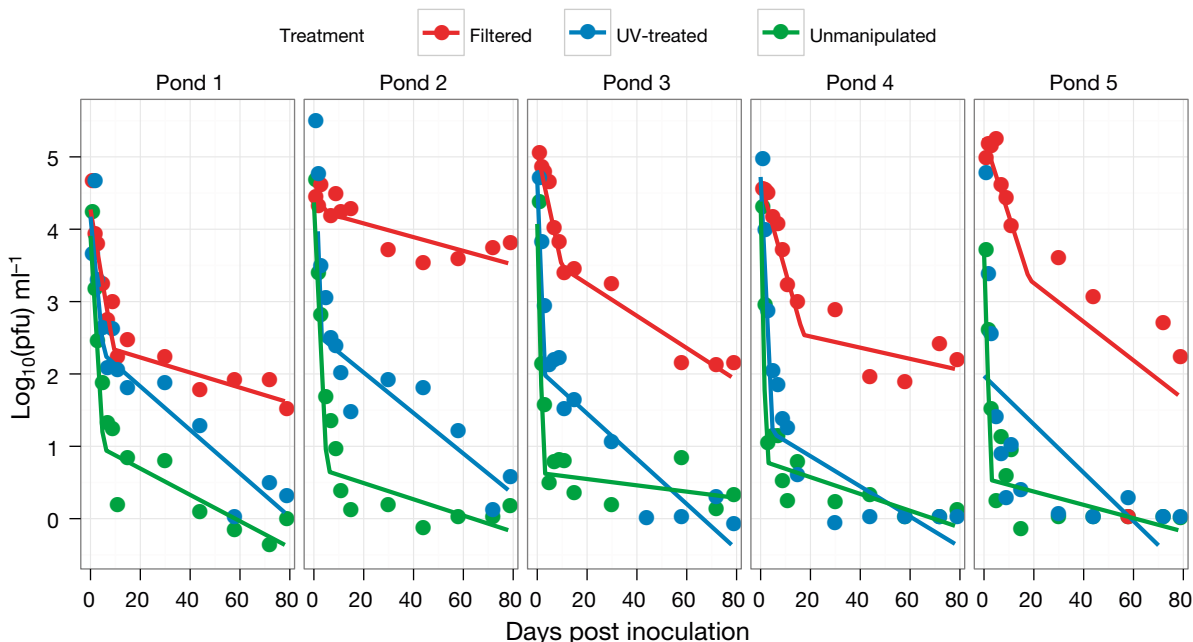 Treatment Filtered UV-treated Unmanipulated
Pond 1 Pond 2 Pond 3 Pond 4 Pond 5
Log₁₀(pfu) ml⁻¹
5
4
3
2
1
0
0 20 40 60 80 0 20 40 60 80 0 20 40 60 80 0 20 40 60 80 0 20 40 60 80
Days post inoculation